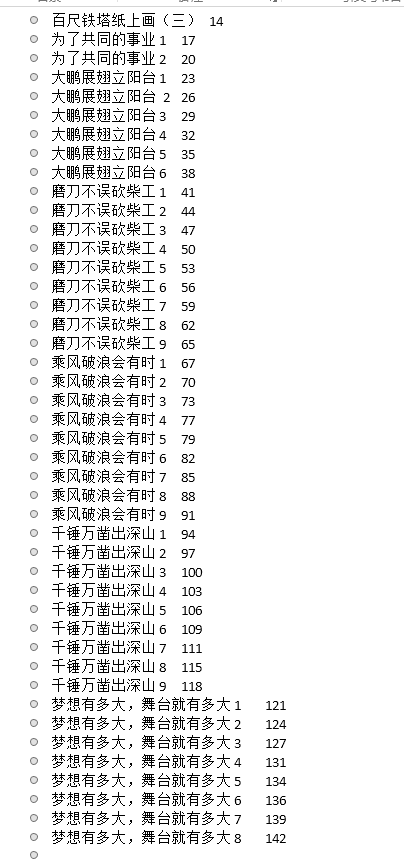 百尺铁塔纸上画（三） 14
为了共同的事业1 17
为了共同的事业2 20
大鹏展翅立阳台1 23
大鹏展翅立阳台 2 26
大鹏展翅立阳台3 29
大鹏展翅立阳台4 32
大鹏展翅立阳台5 35
大鹏展翅立阳台6 38
磨刀不误砍柴工1 41
磨刀不误砍柴工2 44
磨刀不误砍柴工3 47
磨刀不误砍柴工4 50
磨刀不误砍柴工5 53
磨刀不误砍柴工6 56
磨刀不误砍柴工7 59
磨刀不误砍柴工8 62
磨刀不误砍柴工9 65
乘风破浪会有时1 67
乘风破浪会有时2 70
乘风破浪会有时3 73
乘风破浪会有时4 77
乘风破浪会有时5 79
乘风破浪会有时6 82
乘风破浪会有时7 85
乘风破浪会有时8 88
乘风破浪会有时9 91
千锤万凿出深山1 94
千锤万凿出深山2 97
千锤万凿出深山3 100
千锤万凿出深山4 103
千锤万凿出深山5 106
千锤万凿出深山6 109
千锤万凿出深山7 111
千锤万凿出深山8 115
千锤万凿出深山9 118
梦想有多大，舞台就有多大1 121
梦想有多大，舞台就有多大2 124
梦想有多大，舞台就有多大3 127
梦想有多大，舞台就有多大4 131
梦想有多大，舞台就有多大5 134
梦想有多大，舞台就有多大6 136
梦想有多大，舞台就有多大7 139
梦想有多大，舞台就有多大8 142